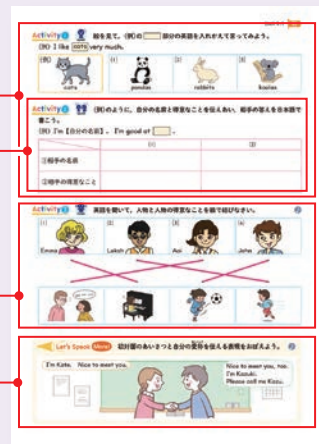 Activity 1 絵を見て，(例)の 部分の英語を入れかえて言ってみよう。
(例) I like cats very much.
(例) (1) (2) (3)
cats pandas rabbits koalas
Activity 2 (例)のように，自分の名前と得意なことを伝えあい，相手の答えを日本語で
書こう。
(例) I'm【自分の名前】. I'm good at
(1) (2)
①相手の名前
②相手の得意なこと
Activity 3 英語を聞いて，人物と人物の得意なことを線で結びなさい。
(1) (2) (3) (4)
Emma Aoi John
Let's Speak More! 初対面のあいさつと自分の愛称を伝える表現をおぼえよう。
I'm Kate. Nice to meet you.
Nice to meet you, too.
I'm Kazuki.
Please call me Kazu.